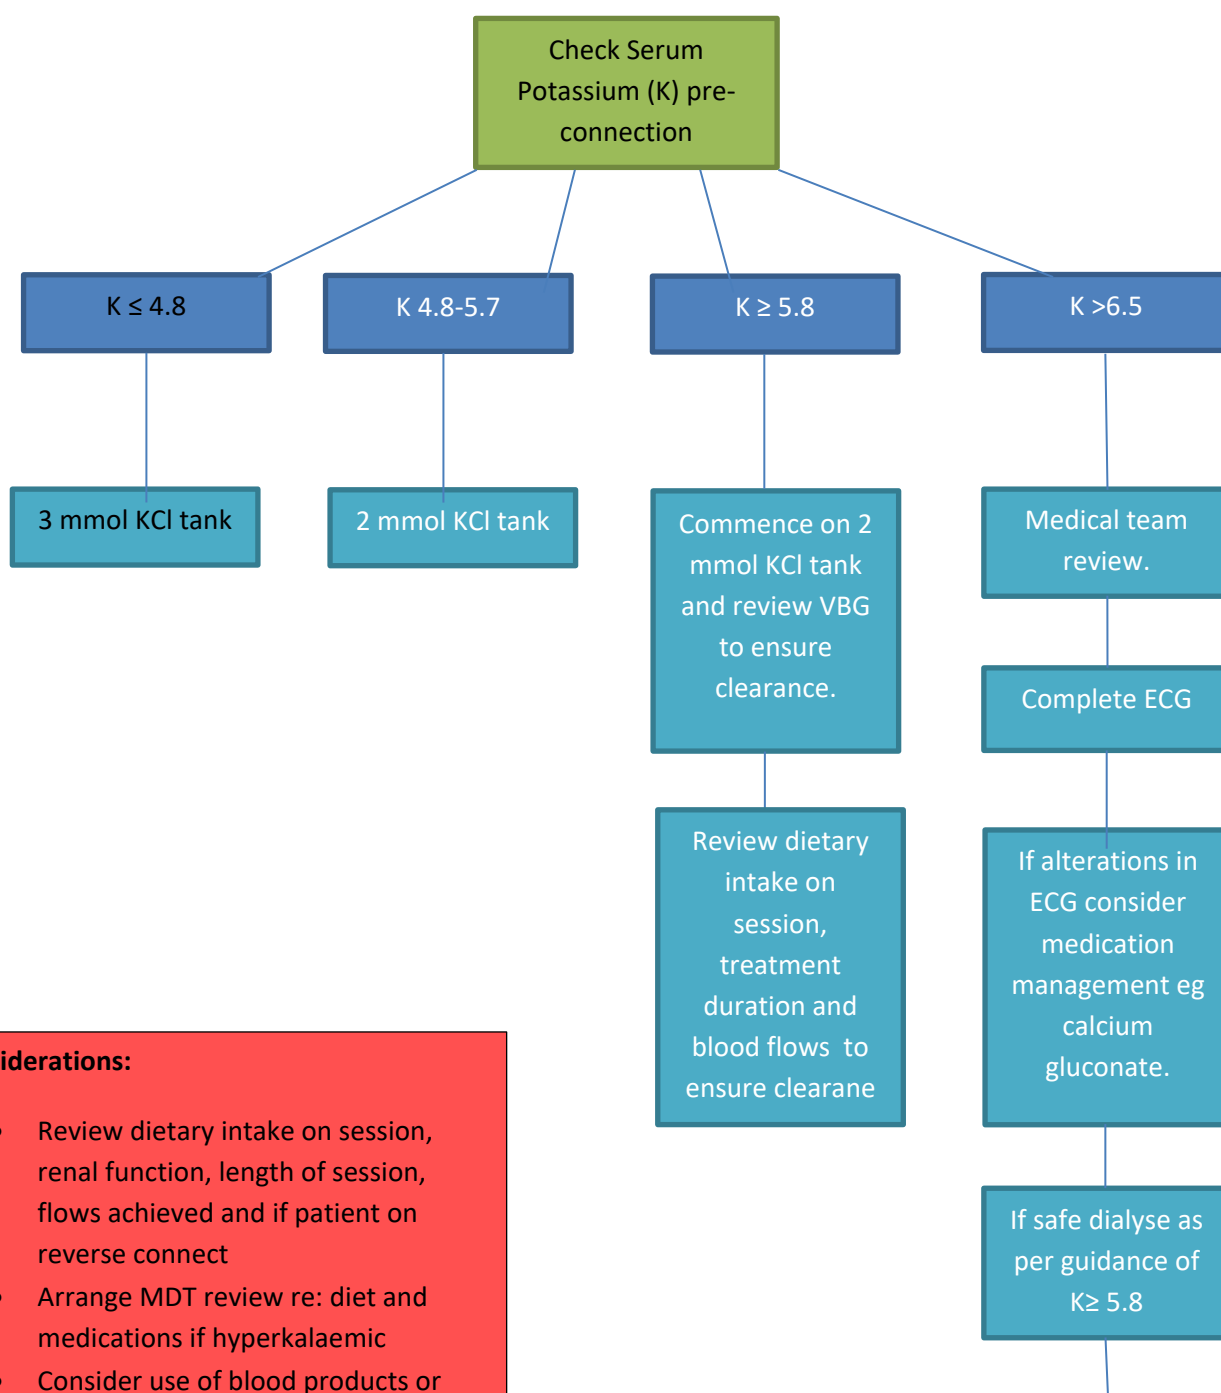 Check Serum
Potassium (K) pre-
connection
K ≤ 4.8
K 4.8-5.7
K ≥ 5.8
K >6.5
3 mmol KCl tank
2 mmol KCl tank
Commence on 2
mmol KCl tank
and review VBG
to ensure
clearance.
Medical team
review.
Complete ECG
Review dietary
intake on
session,
treatment
duration and
blood flows  to
ensure clearane
If alterations in
ECG consider
medication
management eg
calcium
gluconate.
If safe dialyse as
per guidance of
K≥ 5.8
iderations:
• Review dietary intake on session,
renal function, length of session,
flows achieved and if patient on
reverse connect
• Arrange MDT review re: diet and
medications if hyperkalaemic
• Consider use of blood products or